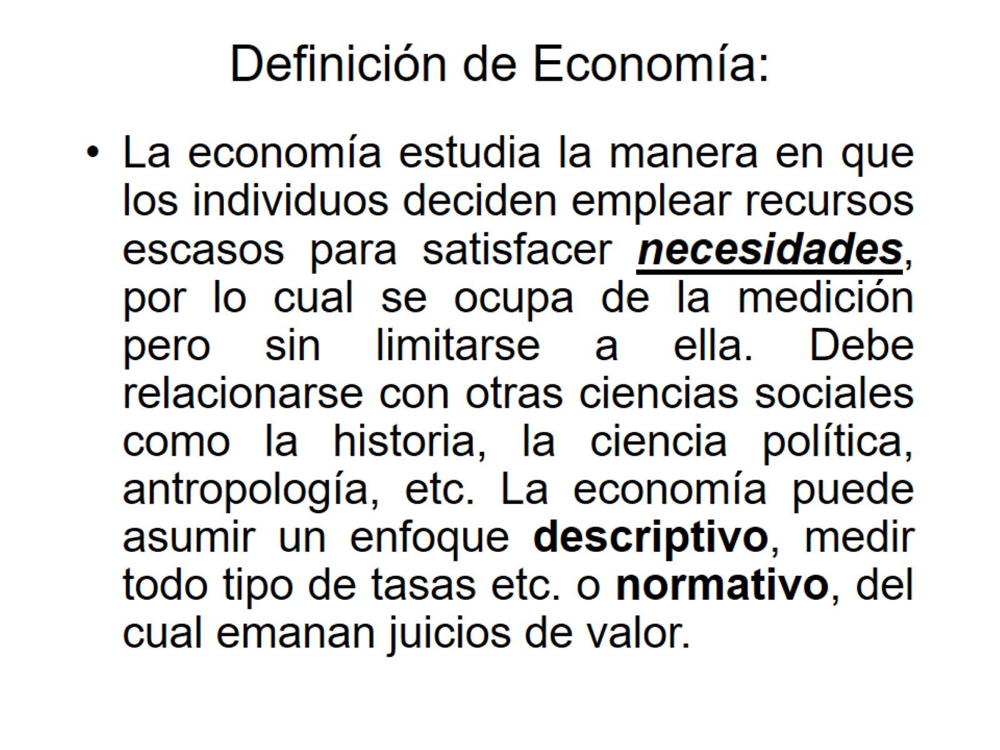 Definición de Economía:
• La economía estudia la manera en que
los individuos deciden emplear recursos
escasos para satisfacer necesidades,
por lo cual se ocupa de la medición
pero sin limitarse a ella. Debe
relacionarse con otras ciencias sociales
como la historia, la ciencia política,
antropología, etc. La economía puede
asumir un enfoque descriptivo, medir
todo tipo de tasas etc. o normativo, del
cual emanan juicios de valor.